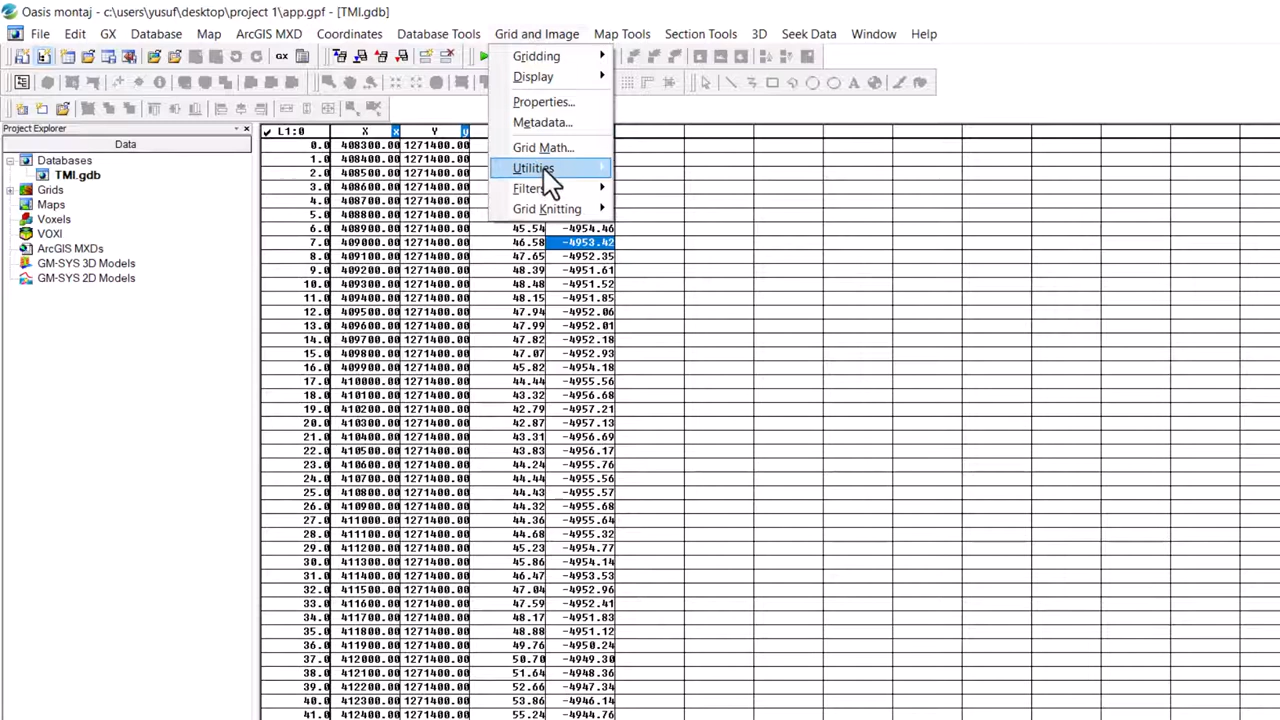 Oasis montaj - c:\users\yusuf\desktop\project 1\app.gpf - [TMI.gdb]
File Edit GX Database Map ArcGIS MXD Coordinates Database Tools Grid and Image Map Tools Section Tools 3D Seek Data Window Help
GX
Gridding
Display
Properties...
Metadata...
Grid Math...
Utilities
Filters
Grid Knitting
Project Explorer
Data
Databases
TMI.gdb
Grids
Maps
Voxels
VOXI
ArcGIS MXDs
GM-SYS 3D Models
GM-SYS 2D Models
L1:0 X x Y y
0.0 408300.00 1271400.00
1.0 408400.00 1271400.00
2.0 408500.00 1271400.00
3.0 408600.00 1271400.00
4.0 408700.00 1271400.00
5.0 408800.00 1271400.00
6.0 408900.00 1271400.00 45.54 -4954.46
7.0 409000.00 1271400.00 46.58 -4953.42
8.0 409100.00 1271400.00 47.65 -4952.35
9.0 409200.00 1271400.00 48.39 -4951.61
10.0 409300.00 1271400.00 48.48 -4951.52
11.0 409400.00 1271400.00 48.15 -4951.85
12.0 409500.00 1271400.00 47.94 -4952.06
13.0 409600.00 1271400.00 47.99 -4952.01
14.0 409700.00 1271400.00 47.82 -4952.18
15.0 409800.00 1271400.00 47.07 -4952.93
16.0 409900.00 1271400.00 45.82 -4954.18
17.0 410000.00 1271400.00 44.44 -4955.56
18.0 410100.00 1271400.00 43.32 -4956.68
19.0 410200.00 1271400.00 42.79 -4957.21
20.0 410300.00 1271400.00 42.87 -4957.13
21.0 410400.00 1271400.00 43.31 -4956.69
22.0 410500.00 1271400.00 43.83 -4956.17
23.0 410600.00 1271400.00 44.24 -4955.76
24.0 410700.00 1271400.00 44.44 -4955.56
25.0 410800.00 1271400.00 44.43 -4955.57
26.0 410900.00 1271400.00 44.32 -4955.68
27.0 411000.00 1271400.00 44.36 -4955.64
28.0 411100.00 1271400.00 44.68 -4955.32
29.0 411200.00 1271400.00 45.23 -4954.77
30.0 411300.00 1271400.00 45.86 -4954.14
31.0 411400.00 1271400.00 46.47 -4953.53
32.0 411500.00 1271400.00 47.04 -4952.96
33.0 411600.00 1271400.00 47.59 -4952.41
34.0 411700.00 1271400.00 48.17 -4951.83
35.0 411800.00 1271400.00 48.88 -4951.12
36.0 411900.00 1271400.00 49.76 -4950.24
37.0 412000.00 1271400.00 50.70 -4949.30
38.0 412100.00 1271400.00 51.64 -4948.36
39.0 412200.00 1271400.00 52.66 -4947.34
40.0 412300.00 1271400.00 53.86 -4946.14
41.0 412400.00 1271400.00 55.24 -4944.76